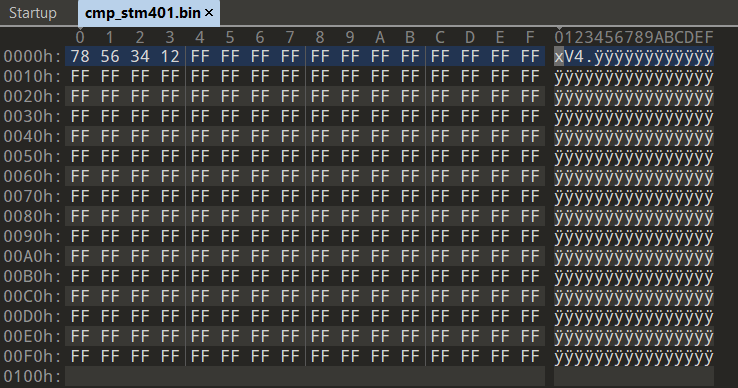 Startup cmp_stm401.bin ×
0 1 2 3 4 5 6 7 8 9 A B C D E F 0123456789ABCDEF
0000h: 78 56 34 12 FF FF FF FF FF FF FF FF FF FF FF FF xV4.ÿÿÿÿÿÿÿÿÿÿÿÿ
0010h: FF FF FF FF FF FF FF FF FF FF FF FF FF FF FF FF ÿÿÿÿÿÿÿÿÿÿÿÿÿÿÿÿ
0020h: FF FF FF FF FF FF FF FF FF FF FF FF FF FF FF FF ÿÿÿÿÿÿÿÿÿÿÿÿÿÿÿÿ
0030h: FF FF FF FF FF FF FF FF FF FF FF FF FF FF FF FF ÿÿÿÿÿÿÿÿÿÿÿÿÿÿÿÿ
0040h: FF FF FF FF FF FF FF FF FF FF FF FF FF FF FF FF ÿÿÿÿÿÿÿÿÿÿÿÿÿÿÿÿ
0050h: FF FF FF FF FF FF FF FF FF FF FF FF FF FF FF FF ÿÿÿÿÿÿÿÿÿÿÿÿÿÿÿÿ
0060h: FF FF FF FF FF FF FF FF FF FF FF FF FF FF FF FF ÿÿÿÿÿÿÿÿÿÿÿÿÿÿÿÿ
0070h: FF FF FF FF FF FF FF FF FF FF FF FF FF FF FF FF ÿÿÿÿÿÿÿÿÿÿÿÿÿÿÿÿ
0080h: FF FF FF FF FF FF FF FF FF FF FF FF FF FF FF FF ÿÿÿÿÿÿÿÿÿÿÿÿÿÿÿÿ
0090h: FF FF FF FF FF FF FF FF FF FF FF FF FF FF FF FF ÿÿÿÿÿÿÿÿÿÿÿÿÿÿÿÿ
00A0h: FF FF FF FF FF FF FF FF FF FF FF FF FF FF FF FF ÿÿÿÿÿÿÿÿÿÿÿÿÿÿÿÿ
00B0h: FF FF FF FF FF FF FF FF FF FF FF FF FF FF FF FF ÿÿÿÿÿÿÿÿÿÿÿÿÿÿÿÿ
00C0h: FF FF FF FF FF FF FF FF FF FF FF FF FF FF FF FF ÿÿÿÿÿÿÿÿÿÿÿÿÿÿÿÿ
00D0h: FF FF FF FF FF FF FF FF FF FF FF FF FF FF FF FF ÿÿÿÿÿÿÿÿÿÿÿÿÿÿÿÿ
00E0h: FF FF FF FF FF FF FF FF FF FF FF FF FF FF FF FF ÿÿÿÿÿÿÿÿÿÿÿÿÿÿÿÿ
00F0h: FF FF FF FF FF FF FF FF FF FF FF FF FF FF FF FF ÿÿÿÿÿÿÿÿÿÿÿÿÿÿÿÿ
0100h: